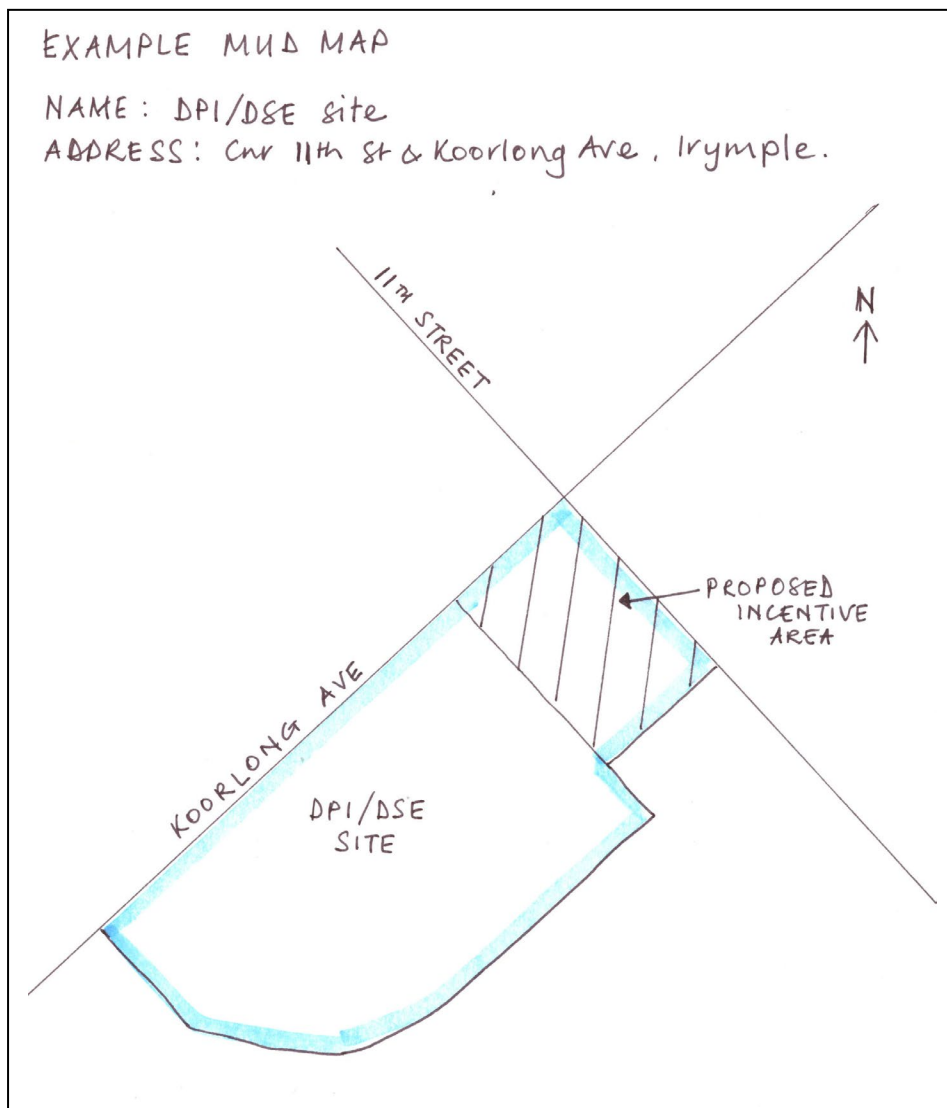 EXAMPLE MUD MAP
NAME: DPI/DSE site
ADDRESS: Cnr 11th St & Koorlong Ave, Irymple.
11TH STREET
N
PROPOSED
INCENTIVE
AREA
KOORLONG AVE
DPI/DSE
SITE